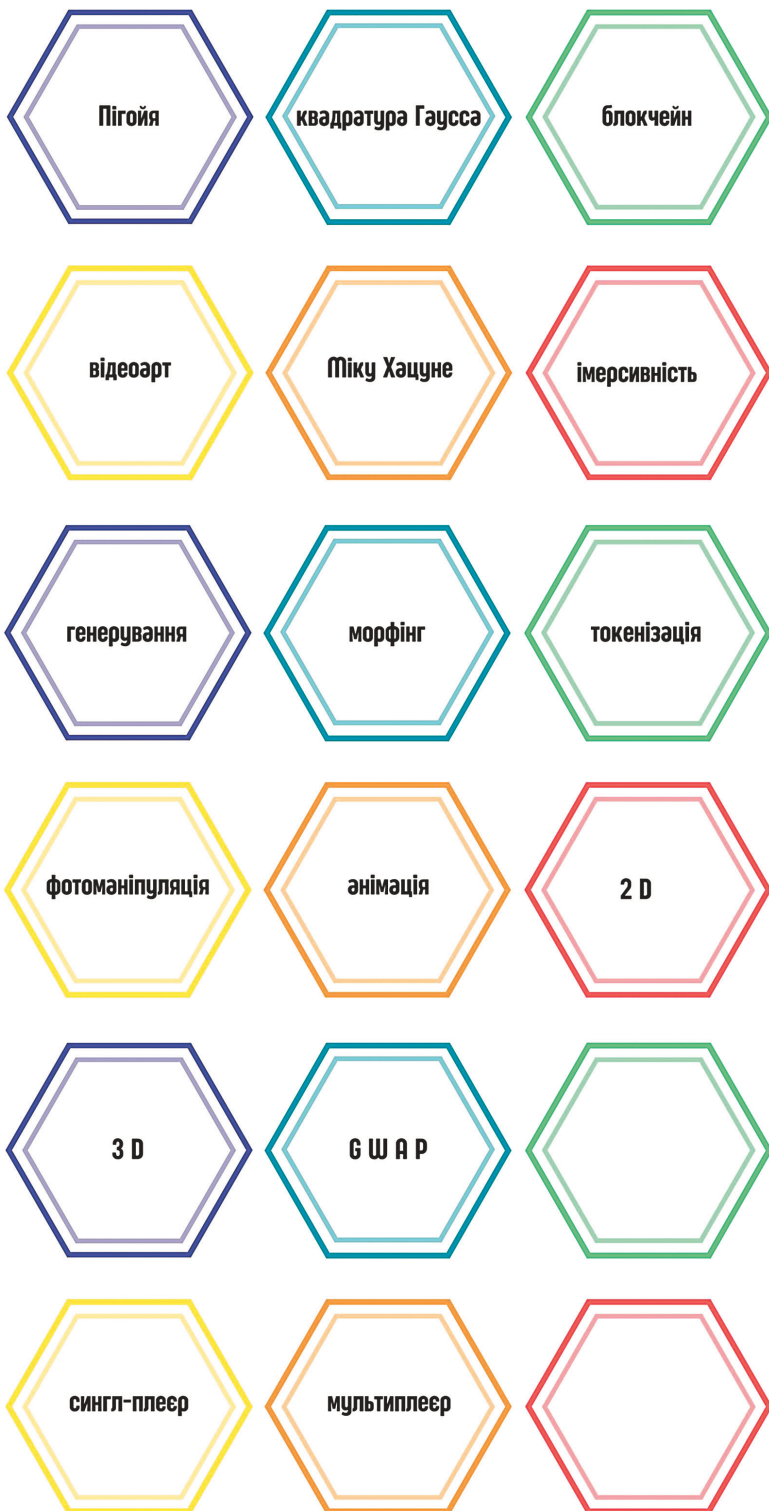 Пігойя
квадратура Гаусса
блокчейн
відеоарт
Міку Хацуне
імерсивність
генерування
морфінг
токенізація
фотоманіпуляція
анімація
2 D
3 D
G W A P
сингл-плеєр
мультиплеєр